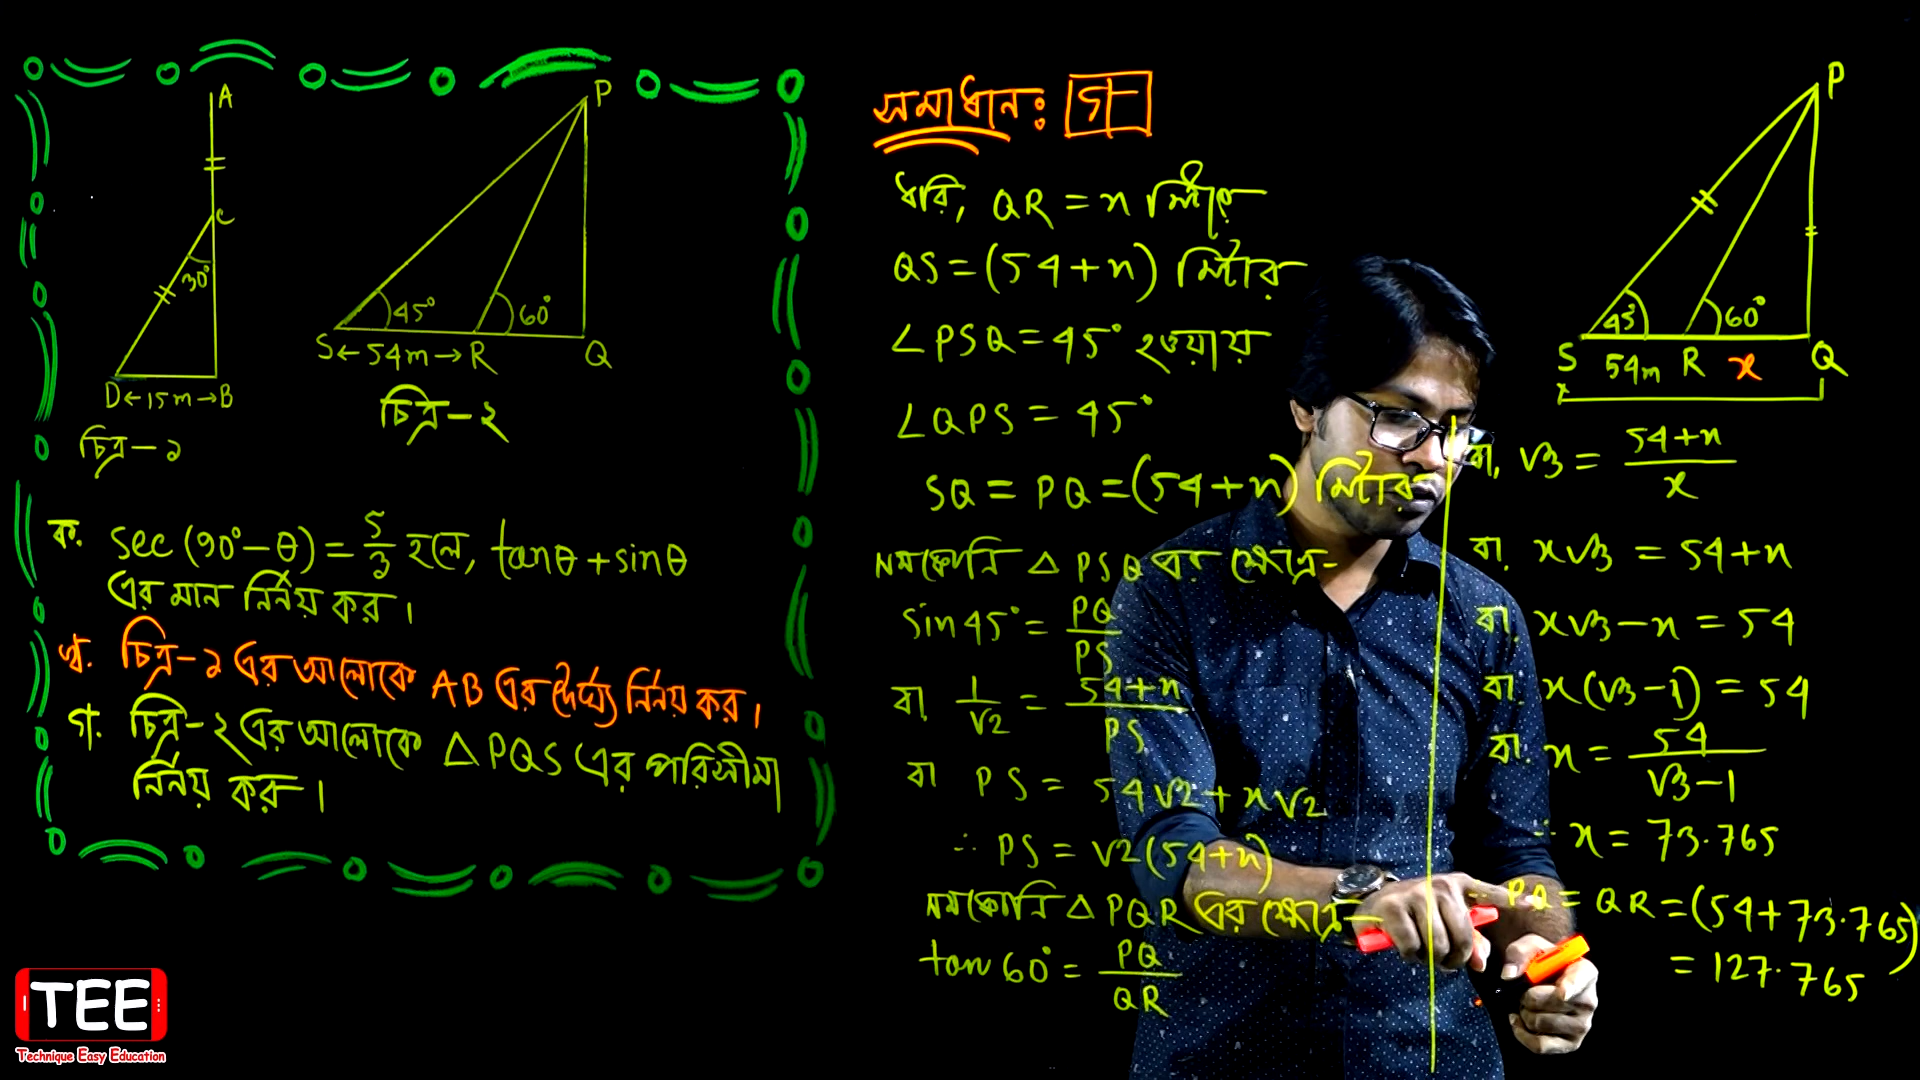 A
C
30°
D←15m→B
চিত্র-১
P
45°
60°
S←54m→R
Q
চিত্র-২
ক. sec(90°-θ)=5/3 হলে, tanθ+sinθ
এর মান নির্নয় কর।
খ. চিত্র-১ এর আলোকে AB এর দৈর্ঘ্য নির্নয় কর।
গ. চিত্র-২ এর আলোকে △PQS এর পরিসীমা
নির্নয় কর।
TEE
Technique Easy Education
সমাধান: গ
ধরি, QR = x মিটার
QS = (54+x) মিটার
∠PSQ = 45° হওয়ায়
∠QPS = 45°
SQ = PQ = (54+x) মিটার
সমকোনি △ PSQ এর ক্ষেত্রে-
sin45° = PQ/PS
বা 1/√2 = 54+x/PS
বা PS = 54√2 + x√2
∴ PS = √2(54+x)
সমকোনি △ PQR এর ক্ষেত্রে-
tan60° = PQ/QR
P
45°
60°
S 54m R x Q
বা, √3 = 54+x/x
বা. x√3 = 54+x
বা. x√3-x = 54
বা. x(√3-1) = 54
বা. x = 54/√3-1
∴ x = 73.765
∴ PQ = QR = (54+73.765)
= 127.765